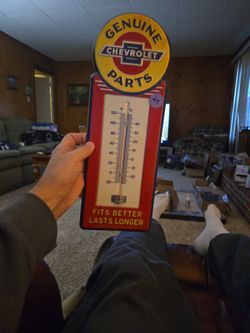 GENUINE
CHEVROLET
PARTS
FITS BETTER
LASTS LONGER